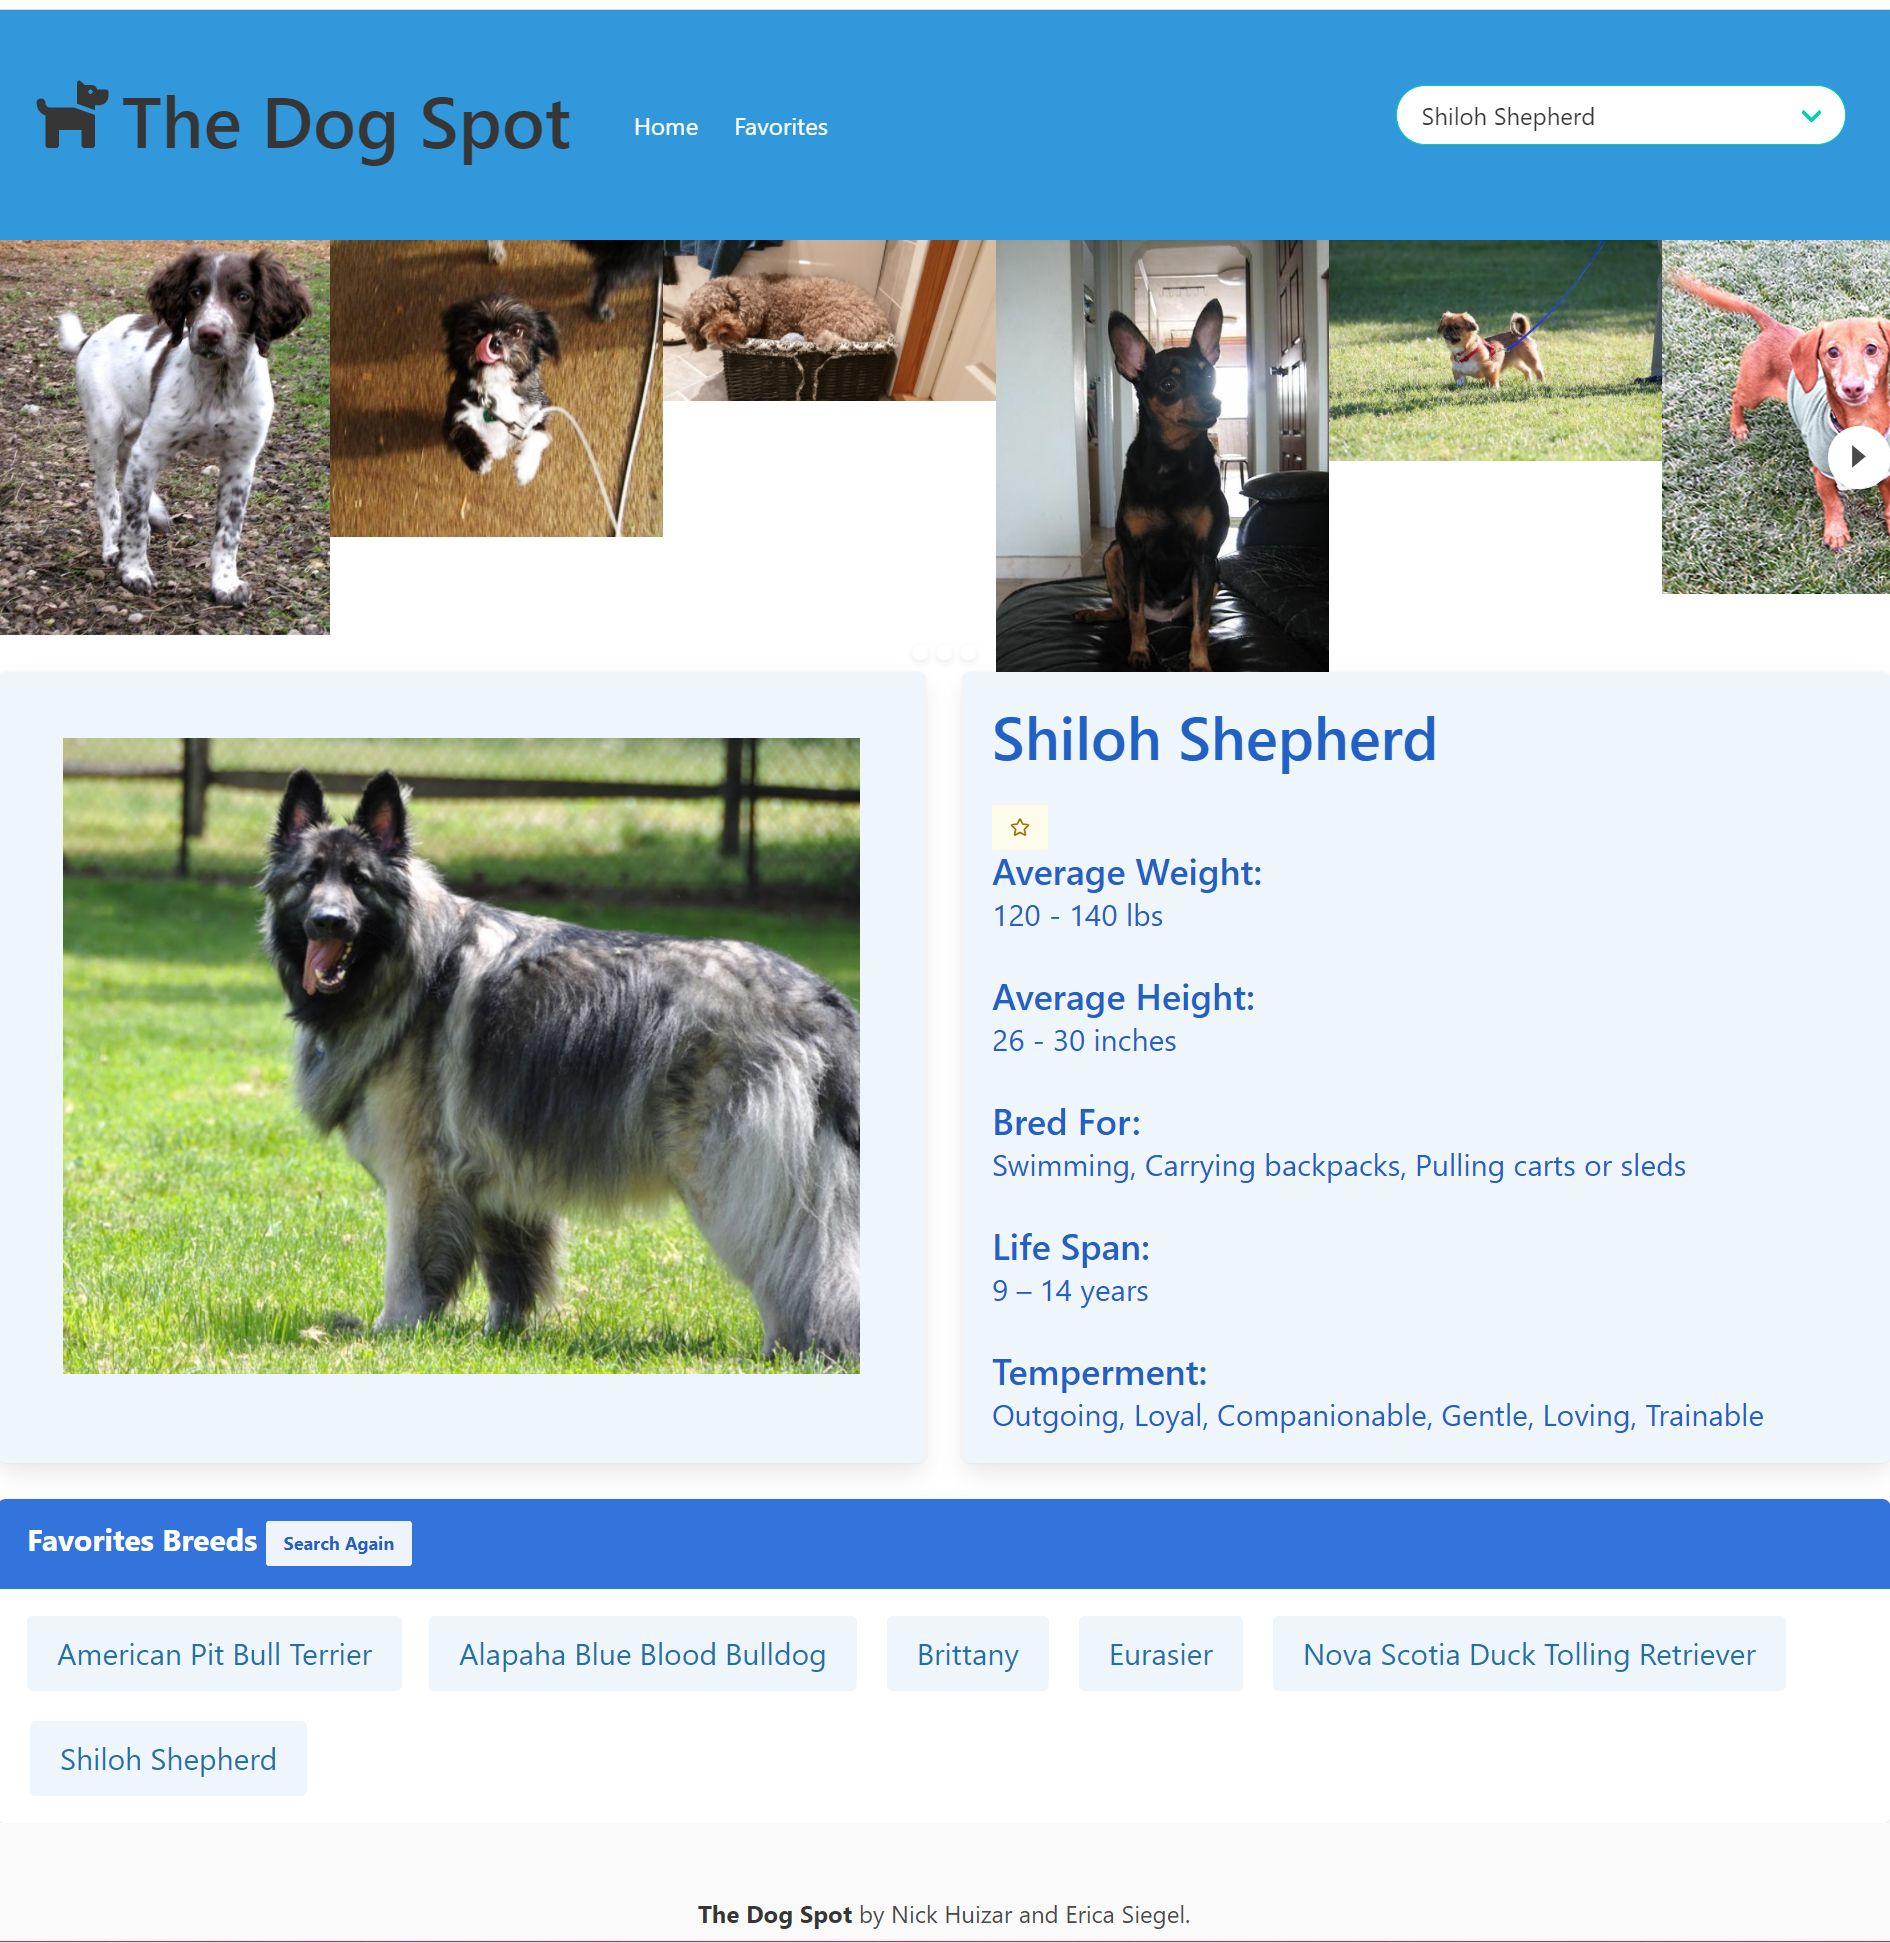 The Dog Spot
Home
Favorites
Shiloh Shepherd
Shiloh Shepherd
Average Weight:
120 - 140 lbs
Average Height:
26 - 30 inches
Bred For:
Swimming, Carrying backpacks, Pulling carts or sleds
Life Span:
9 – 14 years
Temperment:
Outgoing, Loyal, Companionable, Gentle, Loving, Trainable
Favorites Breeds
Search Again
American Pit Bull Terrier
Alapaha Blue Blood Bulldog
Brittany
Eurasier
Nova Scotia Duck Tolling Retriever
Shiloh Shepherd
The Dog Spot by Nick Huizar and Erica Siegel.